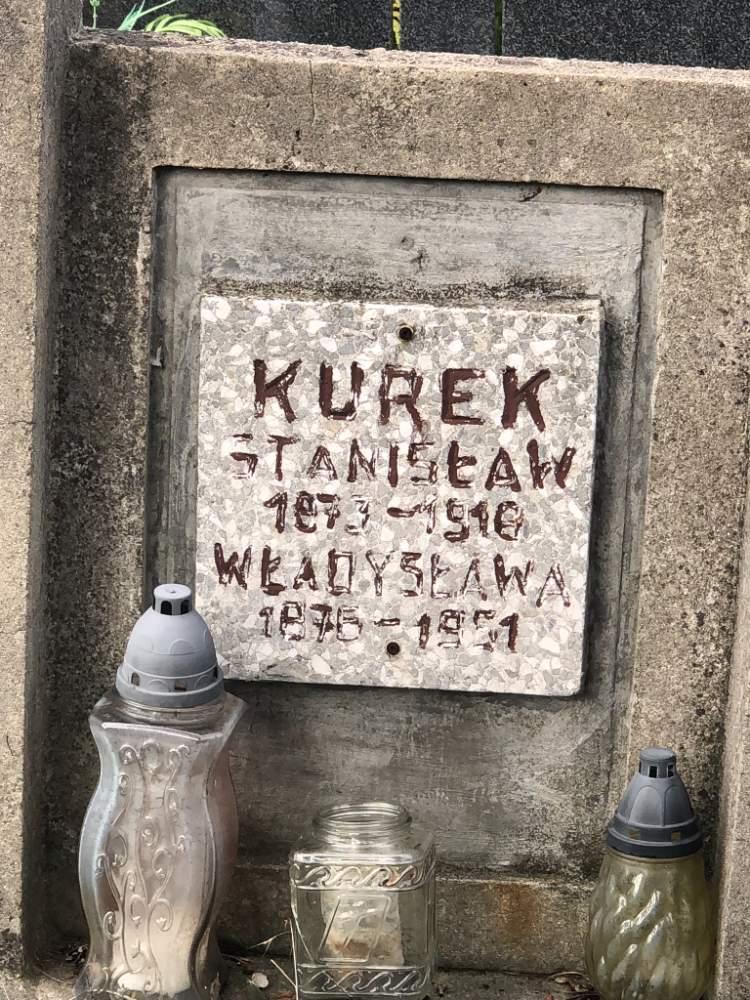 KUREK
STANISŁAW
1873-1918
WŁADYSŁAWA
1876-1951